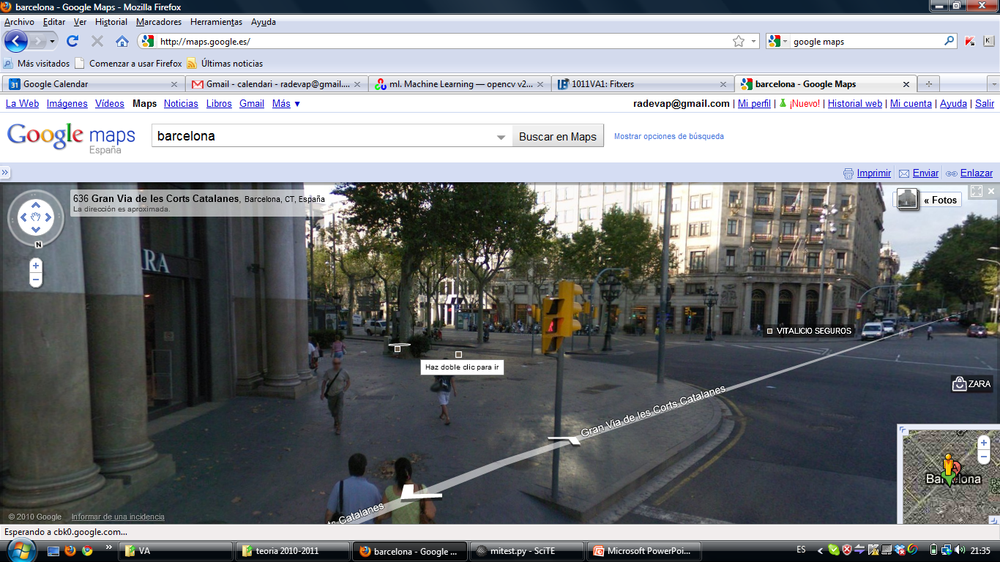 barcelona - Google Maps - Mozilla Firefox
Archivo Editar Ver Historial Marcadores Herramientas Ayuda
http://maps.google.es/
google maps
Más visitados Comenzar a usar Firefox Últimas noticias
31 Google Calendar
Gmail - calendari - radevap@gmail....
ml. Machine Learning — opencv v2...
1011VA1: Fitxers
barcelona - Google Maps
La Web Imágenes Vídeos Maps Noticias Libros Gmail Más ▼
radevap@gmail.com | Mi perfil | ¡Nuevo! | Historial web | Mi cuenta | Ayuda | Salir
Google maps
España
barcelona
Buscar en Maps
Mostrar opciones de búsqueda
Imprimir Enviar Enlazar
636 Gran Via de les Corts Catalanes, Barcelona, CT, España
La dirección es aproximada.
« Fotos
N
ARA
VITALICIO SEGUROS
Haz doble clic para ir
ZARA
Gran Via de les Corts Catalanes
ts Catalanes
A
Barcelona
© 2010 Google Informar de una incidencia
Esperando a cbk0.google.com...
VA
teoria 2010-2011
barcelona - Google ...
mitest.py - SciTE
Microsoft PowerPoi...
ES
21:35